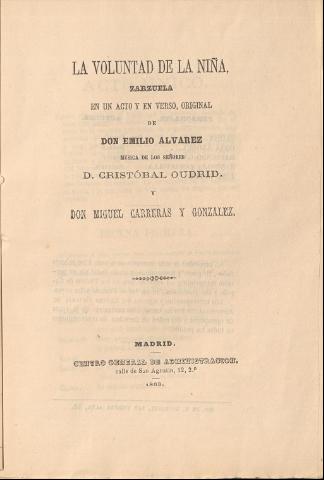 LA VOLUNTAD DE LA NIÑA,
ZARZUELA
EN UN ACTO Y EN VERSO, ORIGINAL
DE
DON EMILIO ALVAREZ
MÚSICA DE LOS SEÑORES
D. CRISTÓBAL OUDRID.
Y
DON MIGUEL CARRERAS Y GONZALEZ.
MADRID.
CENTRO GENERAL DE ADMINISTRACION.
calle de San Agustin, 12, 2.º